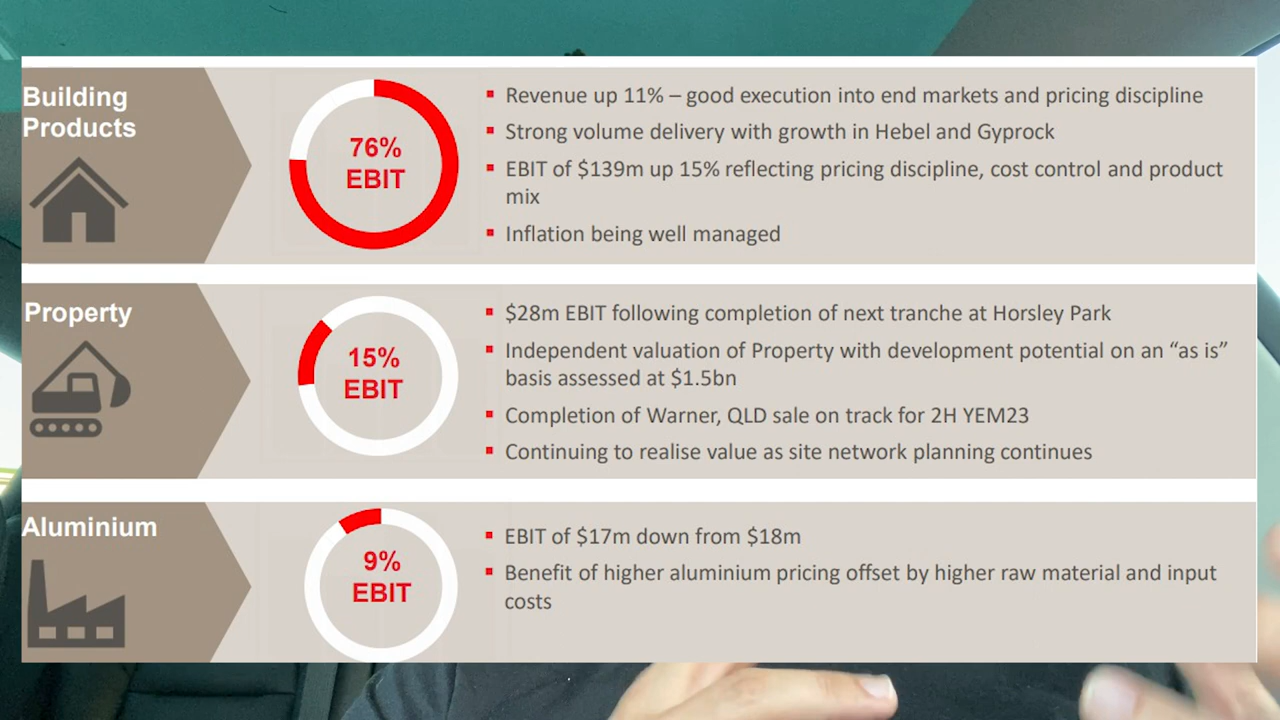 Building
Products
76%
EBIT
▪ Revenue up 11% – good execution into end markets and pricing discipline
▪ Strong volume delivery with growth in Hebel and Gyprock
▪ EBIT of $139m up 15% reflecting pricing discipline, cost control and product
mix
▪ Inflation being well managed
Property
15%
EBIT
▪ $28m EBIT following completion of next tranche at Horsley Park
▪ Independent valuation of Property with development potential on an “as is”
basis assessed at $1.5bn
▪ Completion of Warner, QLD sale on track for 2H YEM23
▪ Continuing to realise value as site network planning continues
Aluminium
9%
EBIT
▪ EBIT of $17m down from $18m
▪ Benefit of higher aluminium pricing offset by higher raw material and input
costs